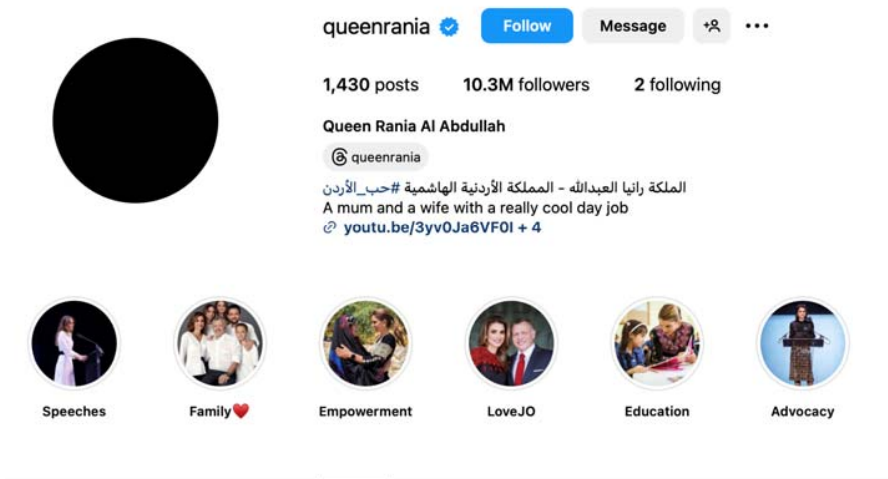 queenrania Follow Message
1,430 posts 10.3M followers 2 following
Queen Rania Al Abdullah
queenrania
الملكة رانيا العبدالله - المملكة الأردنية الهاشمية #حب_الأردن
A mum and a wife with a really cool day job
youtu.be/3yv0Ja6VF0I + 4
Speeches Family❤️ Empowerment LoveJO Education Advocacy